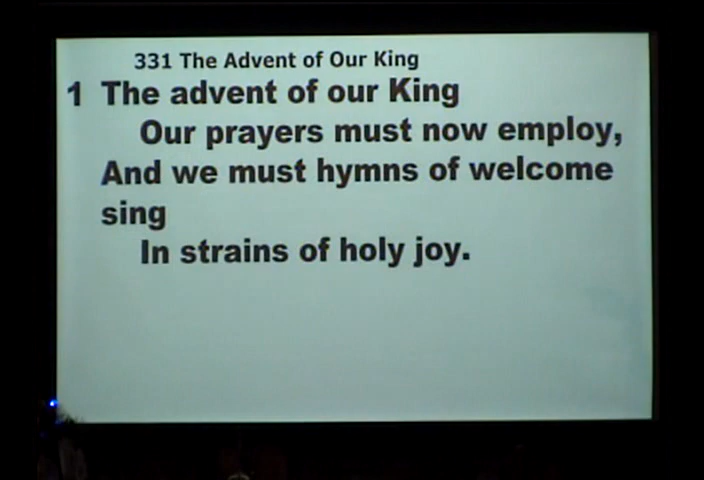 331 The Advent of Our King
1 The advent of our King
Our prayers must now employ,
And we must hymns of welcome
sing
In strains of holy joy.